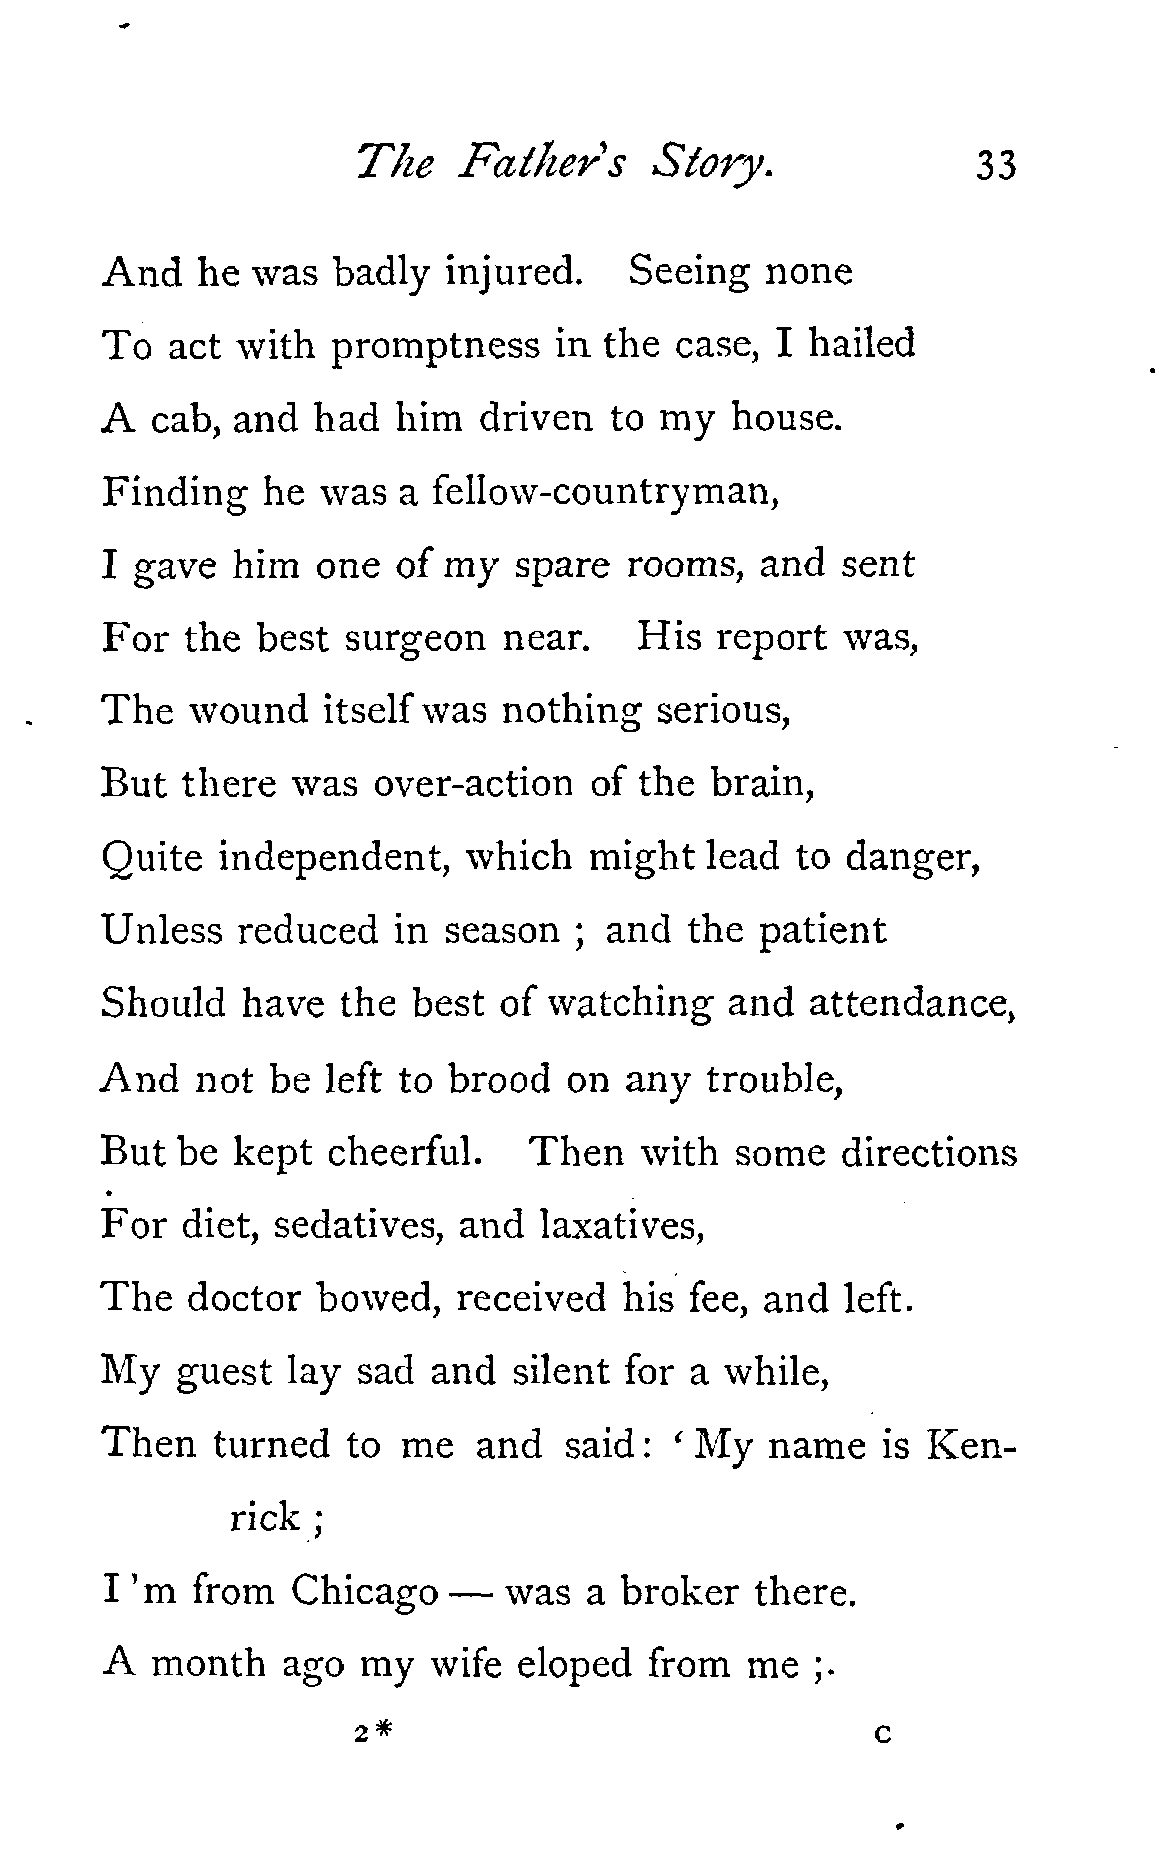 The Father's Story. 33
And he was badly injured. Seeing none
To act with promptness in the case, I hailed
A cab, and had him driven to my house.
Finding he was a fellow-countryman,
I gave him one of my spare rooms, and sent
For the best surgeon near. His report was,
The wound itself was nothing serious,
But there was over-action of the brain,
Quite independent, which might lead to danger,
Unless reduced in season ; and the patient
Should have the best of watching and attendance,
And not be left to brood on any trouble,
But be kept cheerful. Then with some directions
For diet, sedatives, and laxatives,
The doctor bowed, received his fee, and left.
My guest lay sad and silent for a while,
Then turned to me and said: ‘ My name is Ken-
rick ;
I 'm from Chicago — was a broker there.
A month ago my wife eloped from me ;.
2* C